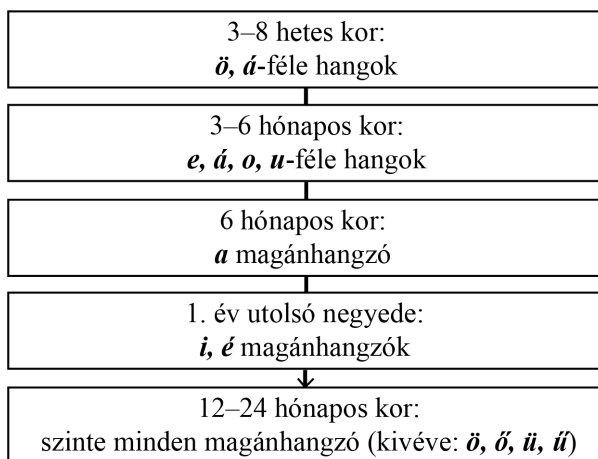 3–8 hetes kor:
ö, á-féle hangok
3–6 hónapos kor:
e, á, o, u-féle hangok
6 hónapos kor:
a magánhangzó
1. év utolsó negyede:
i, é magánhangzók
12–24 hónapos kor:
szinte minden magánhangzó (kivéve: ö, ő, ü, ű)